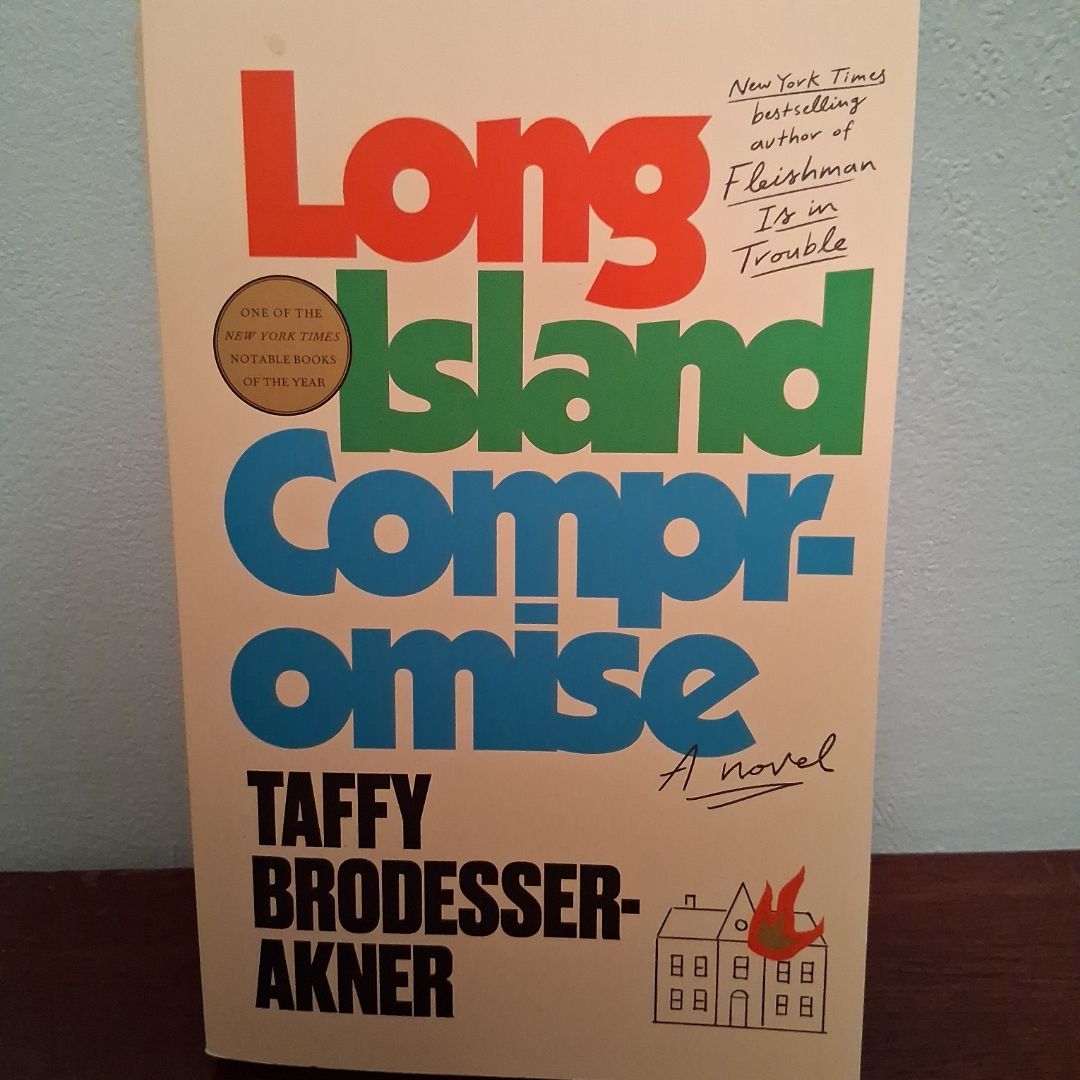 Long
Island
Compr-
omise
New York Times
bestselling
author of
Fleishman
Is in
Trouble
ONE OF THE
NEW YORK TIMES
NOTABLE BOOKS
OF THE YEAR
A novel
TAFFY
BRODESSER-
AKNER